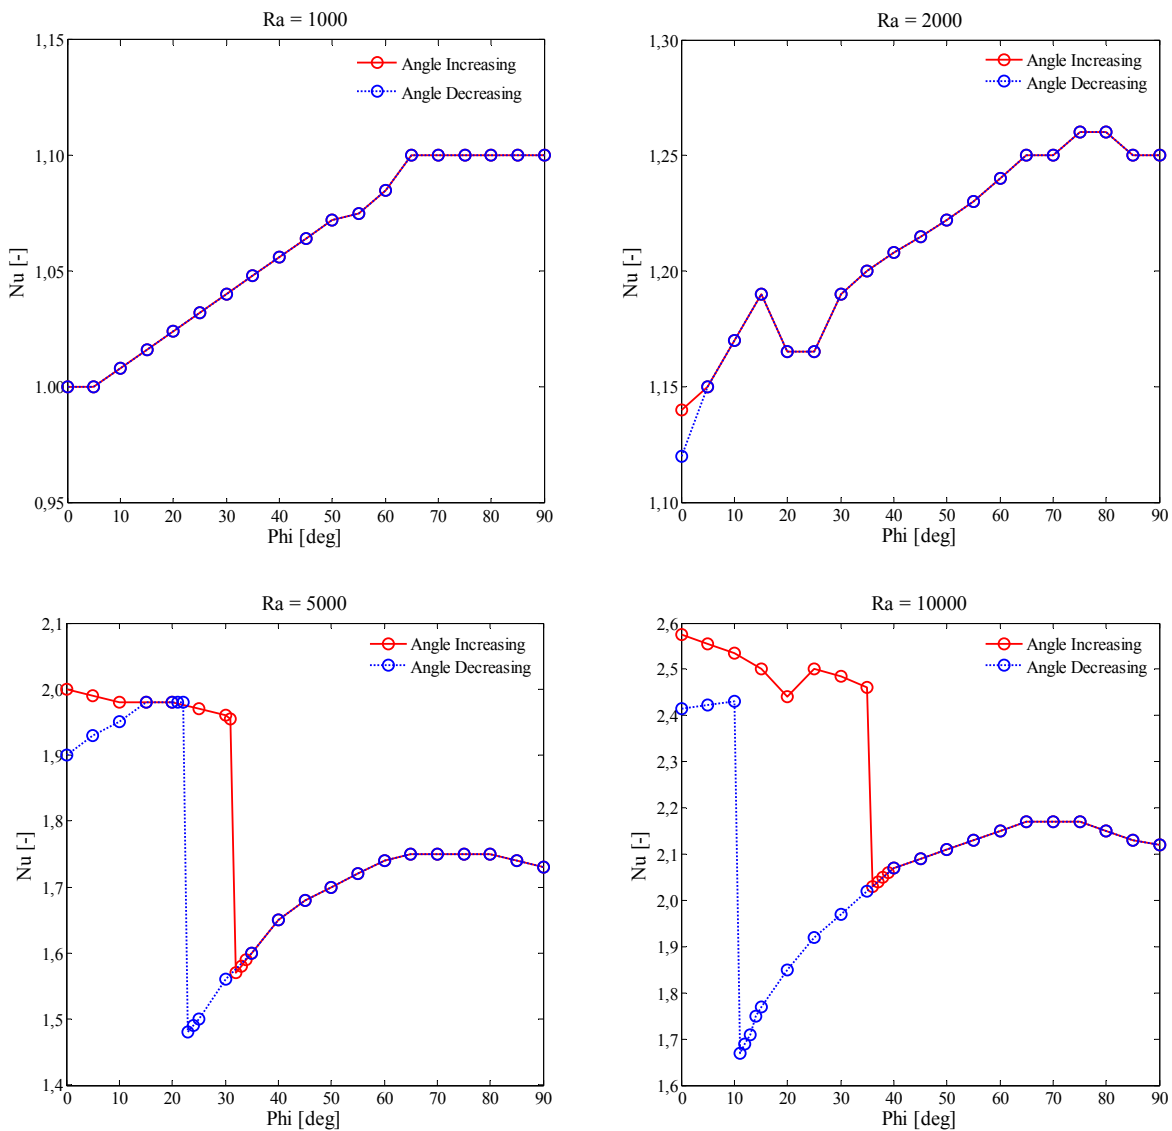 Ra = 1000
1,15
1,10
1,05
1.00
0,95
Nu [-]
Angle Increasing
Angle Decreasing
0 10 20 30 40 50 60 70 80 90
Phi [deg]
Ra = 2000
1,30
1,25
1,20
1,15
1,10
Nu [-]
Angle Increasing
Angle Decreasing
0 10 20 30 40 50 60 70 80 90
Phi [deg]
Ra = 5000
2,1
2,0
1,9
1,8
1,7
1,6
1,5
1,4
Nu [-]
Angle Increasing
Angle Decreasing
0 10 20 30 40 50 60 70 80 90
Phi [deg]
Ra = 10000
2,6
2,5
2,4
2,3
2,2
2,1
2,0
1,9
1,8
1,7
1,6
Nu [-]
Angle Increasing
Angle Decreasing
0 10 20 30 40 50 60 70 80 90
Phi [deg]